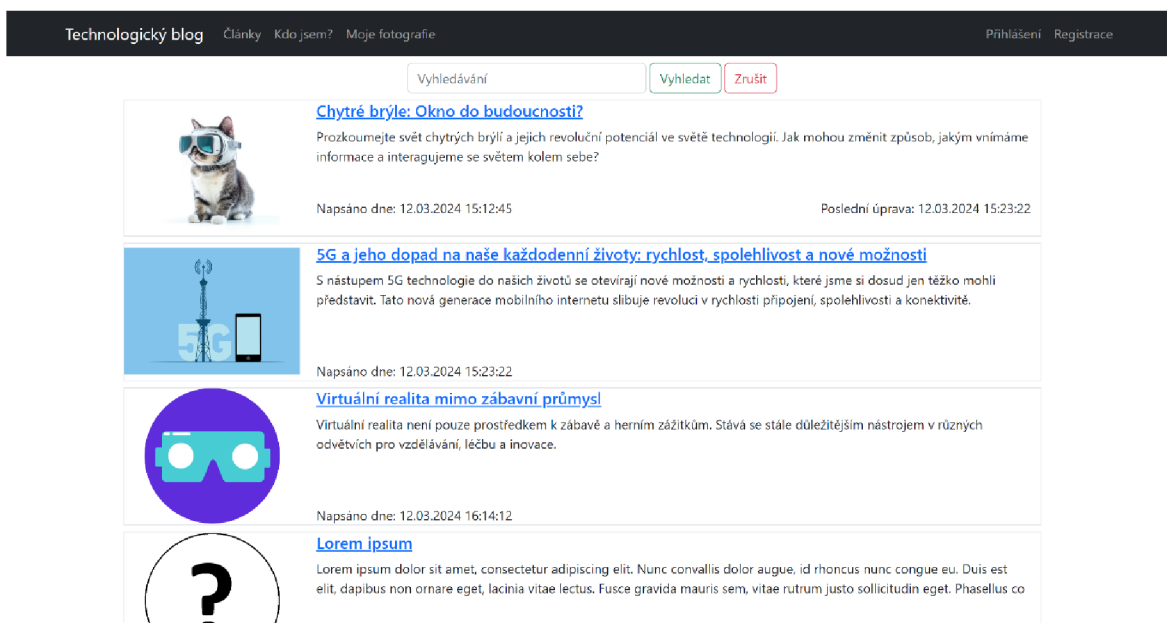 Technologický blog Články Kdo jsem? Moje fotografie Přihlášení Registrace
Vyhledávání Vyhledat Zrušit
Chytré brýle: Okno do budoucnosti?
Prozkoumejte svět chytrých brýlí a jejich revoluční potenciál ve světě technologií. Jak mohou změnit způsob, jakým vnímáme
informace a interagujeme se světem kolem sebe?
Napsáno dne: 12.03.2024 15:12:45 Poslední úprava: 12.03.2024 15:23:22
5G a jeho dopad na naše každodenní životy: rychlost, spolehlivost a nové možnosti
S nástupem 5G technologie do našich životů se otevírají nové možnosti a rychlosti, které jsme si dosud jen těžko mohli
představit. Tato nová generace mobilního internetu slibuje revoluci v rychlosti připojení, spolehlivosti a konektivitě.
5G
Napsáno dne: 12.03.2024 15:23:22
Virtuální realita mimo zábavní průmysl
Virtuální realita není pouze prostředkem k zábavě a herním zážitkům. Stává se stále důležitějším nástrojem v různých
odvětvích pro vzdělávání, léčbu a inovace.
Napsáno dne: 12.03.2024 16:14:12
Lorem ipsum
Lorem ipsum dolor sit amet, consectetur adipiscing elit. Nunc convallis dolor augue, id rhoncus nunc congue eu. Duis est
elit, dapibus non ornare eget, lacinia vitae lectus. Fusce gravida mauris sem, vitae rutrum justo sollicitudin eget. Phasellus co
?